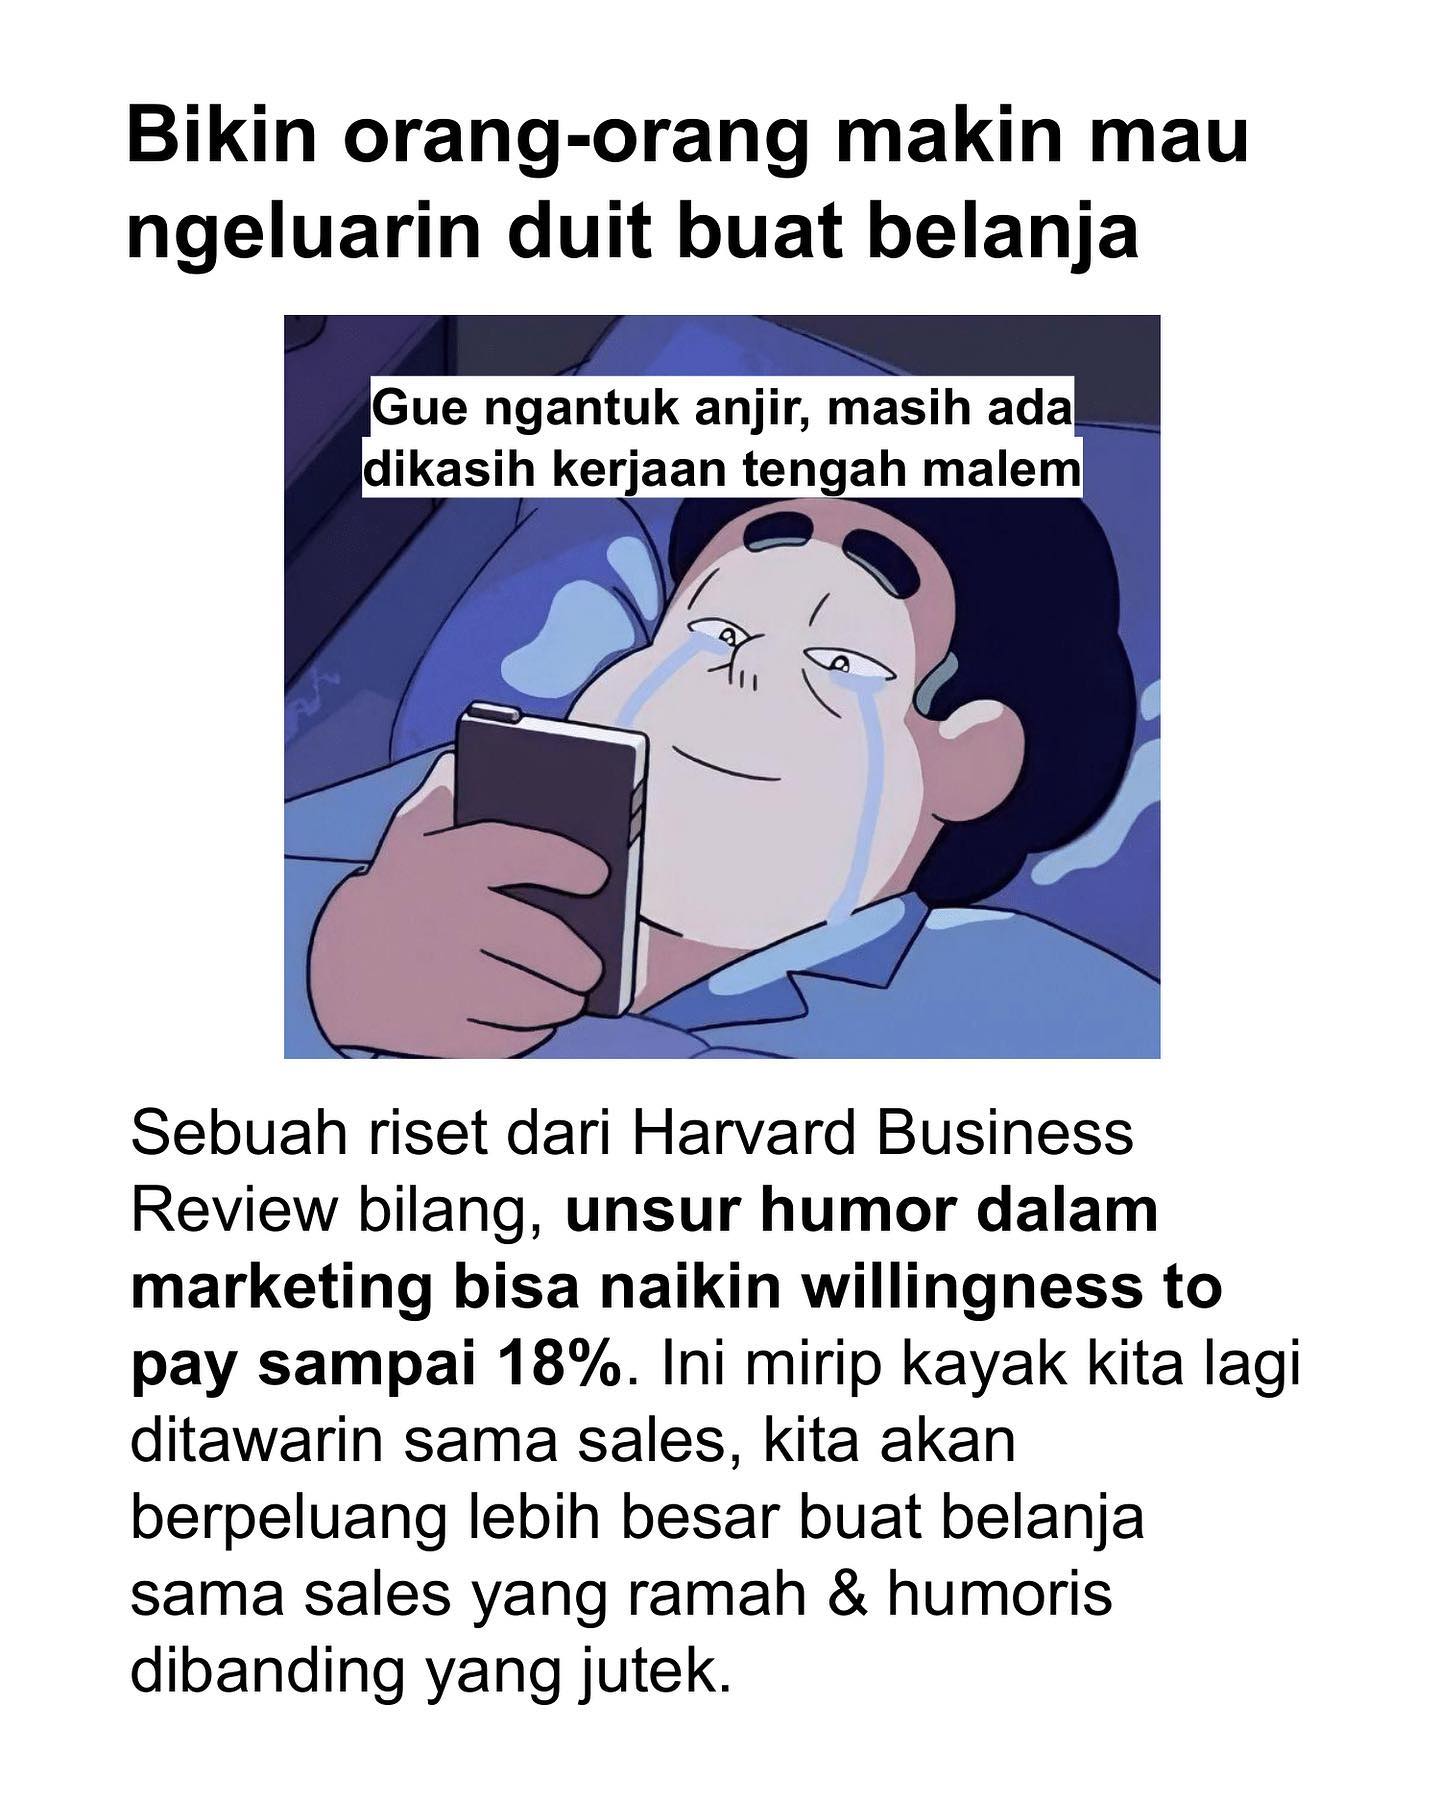 Bikin orang-orang makin mau
ngeluarin duit buat belanja
Gue ngantuk anjir, masih ada
dikasih kerjaan tengah malem
Sebuah riset dari Harvard Business
Review bilang, unsur humor dalam
marketing bisa naikin willingness to
pay sampai 18%. Ini mirip kayak kita lagi
ditawarin sama sales, kita akan
berpeluang lebih besar buat belanja
sama sales yang ramah & humoris
dibanding yang jutek.